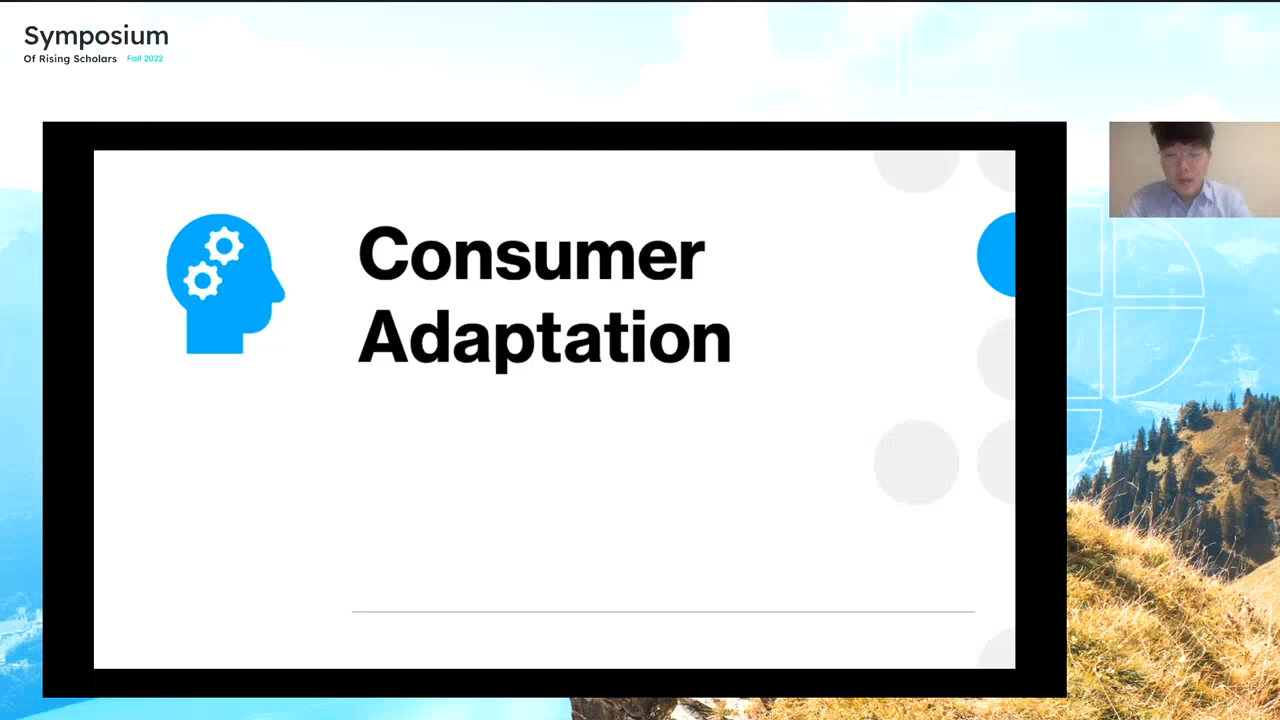 Symposium
Of Rising Scholars Fall 2022
Consumer
Adaptation